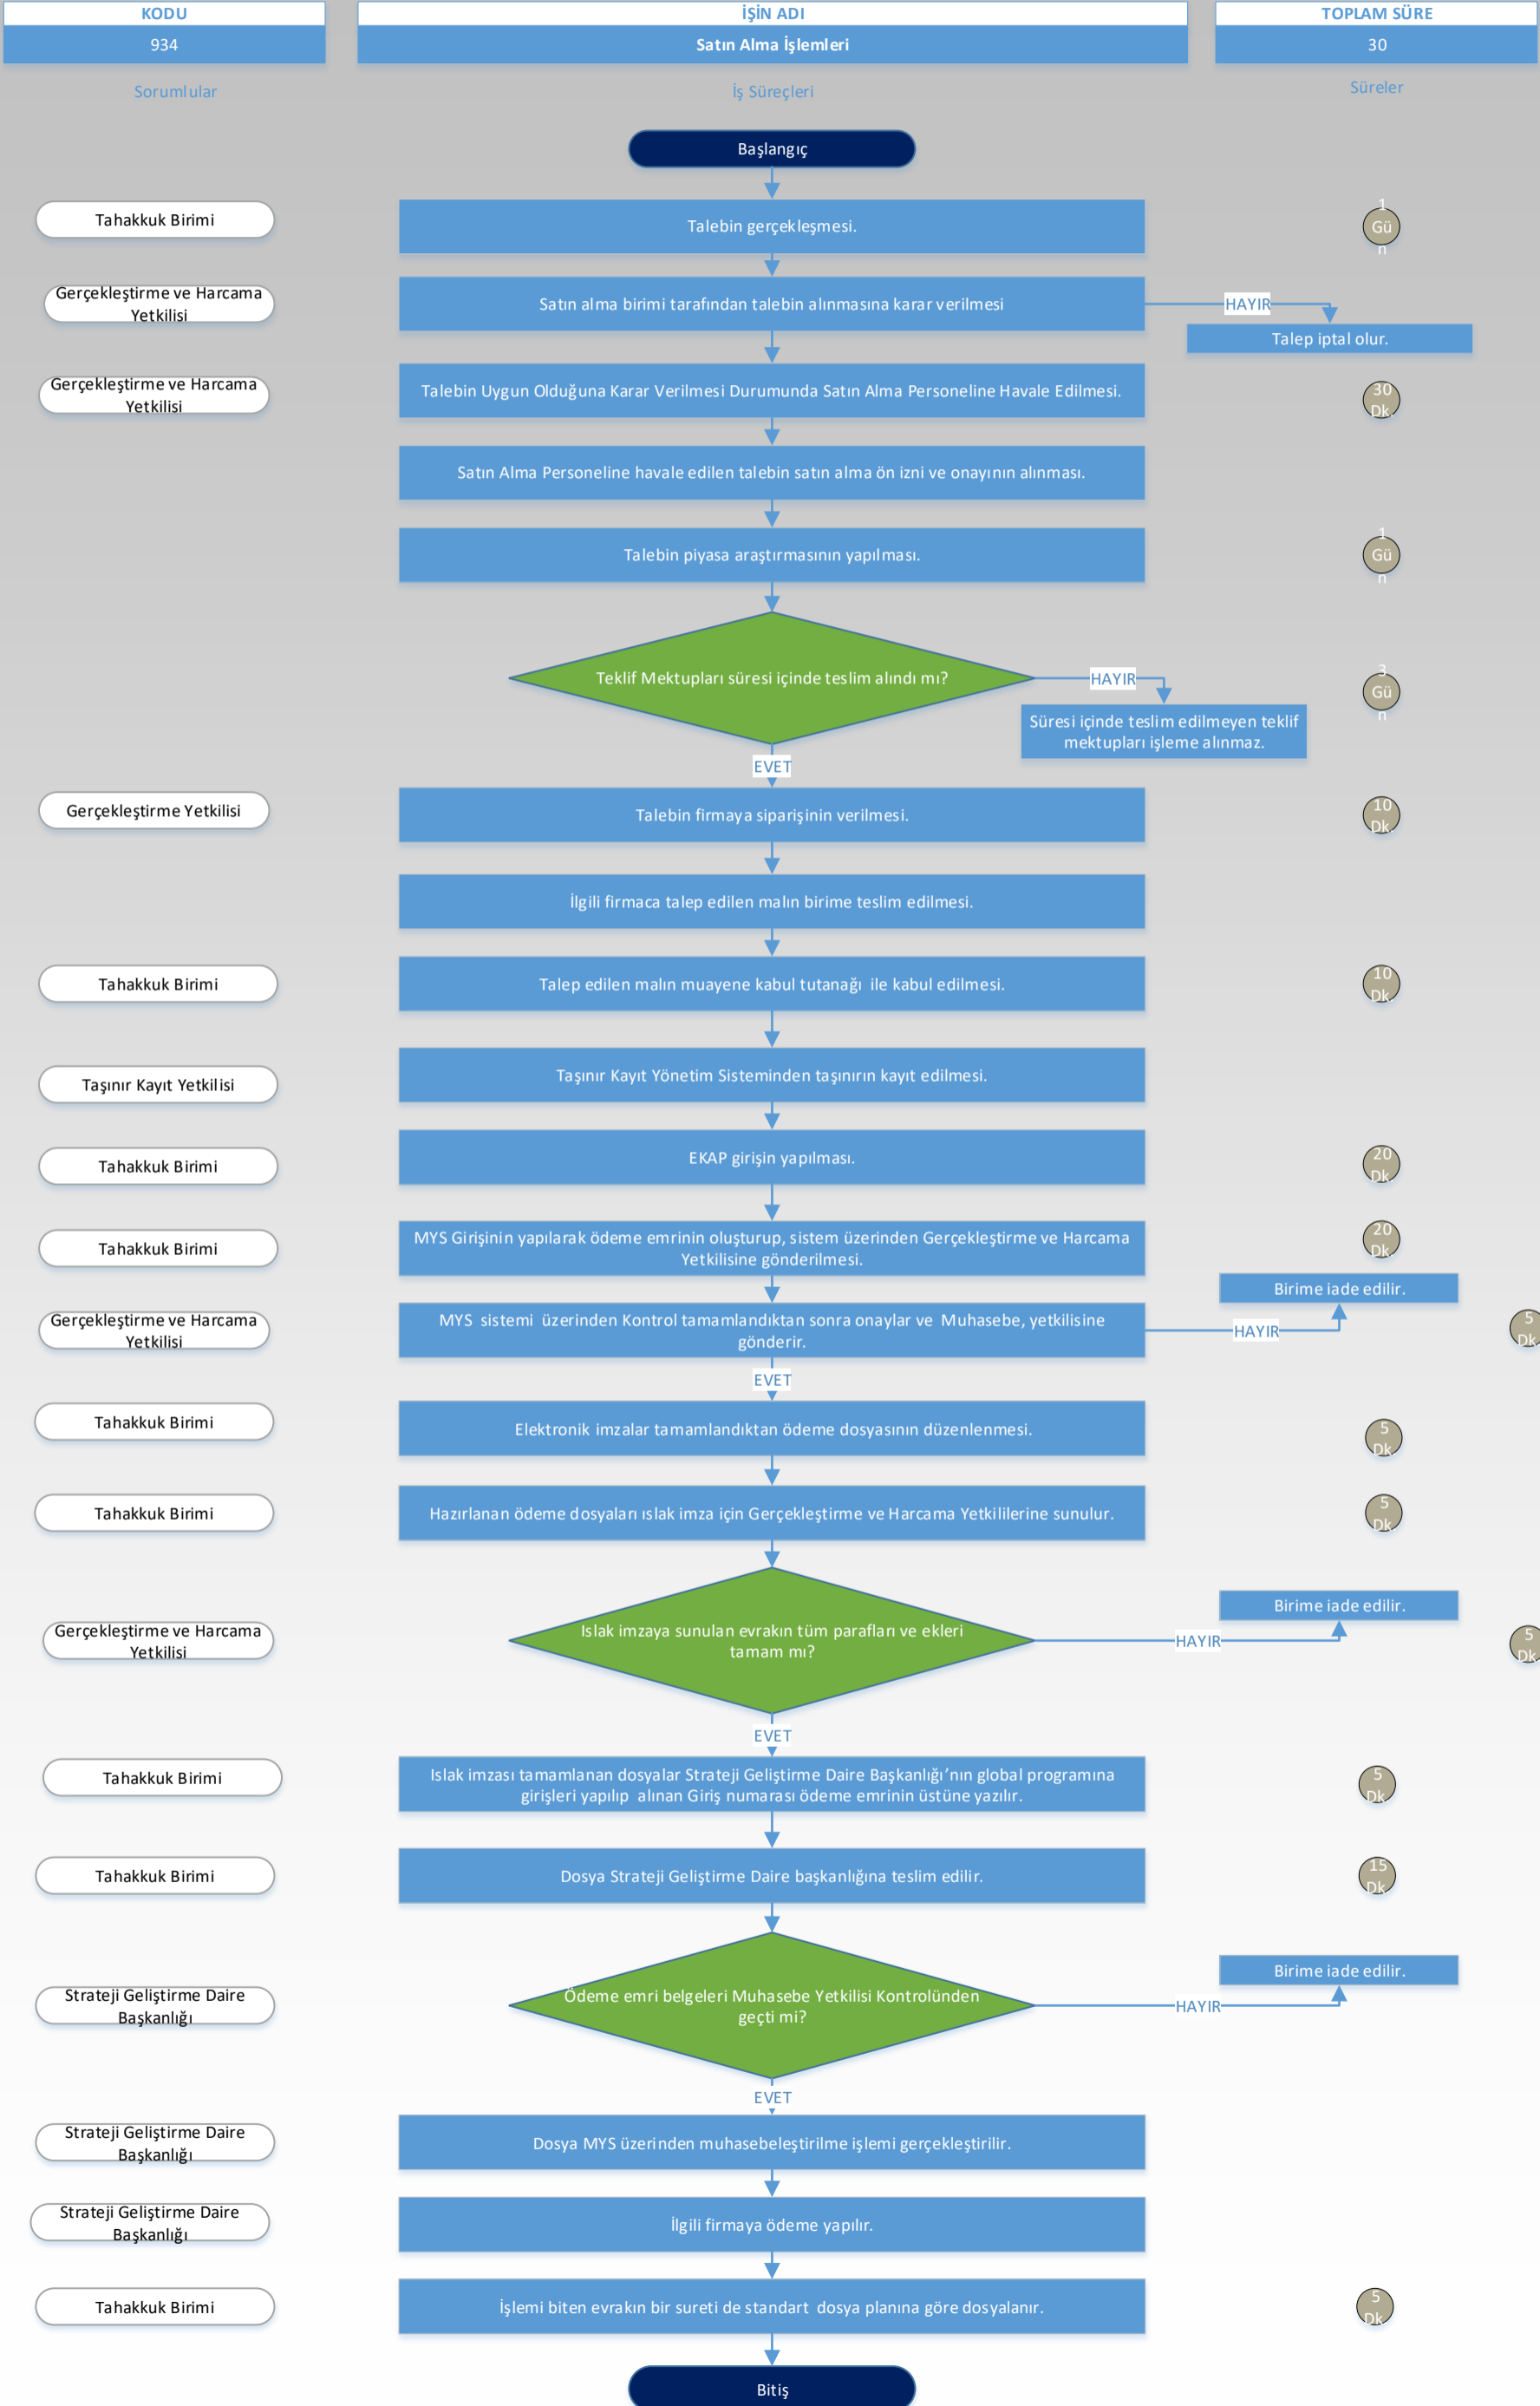 KODU
İŞİN ADI
TOPLAM SÜRE
934
Satın Alma İşlemleri
30
Sorumlular
İş Süreçleri
Süreler
Başlangıç
Tahakkuk Birimi
Talebin gerçekleşmesi.
1
Gü
n
Gerçekleştirme ve Harcama
Yetkilisi
Satın alma birimi tarafından talebin alınmasına karar verilmesi
HAYIR
Talep iptal olur.
Gerçekleştirme ve Harcama
Yetkilisi
Talebin Uygun Olduğuna Karar Verilmesi Durumunda Satın Alma Personeline Havale Edilmesi.
30
Dk.
Satın Alma Personeline havale edilen talebin satın alma ön izni ve onayının alınması.
Talebin piyasa araştırmasının yapılması.
1
Gü
n
Teklif Mektupları süresi içinde teslim alındı mı?
HAYIR
3
Gü
n
Süresi içinde teslim edilmeyen teklif
mektupları işleme alınmaz.
EVET
Gerçekleştirme Yetkilisi
Talebin firmaya siparişinin verilmesi.
10
Dk.
İlgili firmaca talep edilen malın birime teslim edilmesi.
Tahakkuk Birimi
Talep edilen malın muayene kabul tutanağı  ile kabul edilmesi.
10
Dk.
Taşınır Kayıt Yetkilisi
Taşınır Kayıt Yönetim Sisteminden taşınırın kayıt edilmesi.
Tahakkuk Birimi
EKAP girişin yapılması.
20
Dk.
Tahakkuk Birimi
MYS Girişinin yapılarak ödeme emrinin oluşturup, sistem üzerinden Gerçekleştirme ve Harcama
Yetkilisine gönderilmesi.
20
Dk.
Birime iade edilir.
Gerçekleştirme ve Harcama
Yetkilisi
MYS  sistemi  üzerinden Kontrol tamamlandıktan sonra onaylar ve  Muhasebe, yetkilisine
gönderir.
HAYIR
5
Dk.
EVET
Tahakkuk Birimi
Elektronik imzalar tamamlandıktan ödeme dosyasının düzenlenmesi.
5
Dk.
Tahakkuk Birimi
Hazırlanan ödeme dosyaları ıslak imza için Gerçekleştirme ve Harcama Yetkililerine sunulur.
5
Dk.
Birime iade edilir.
Gerçekleştirme ve Harcama
Yetkilisi
Islak imzaya sunulan evrakın tüm parafları ve ekleri
tamam mı?
HAYIR
5
Dk.
EVET
Tahakkuk Birimi
Islak imzası tamamlanan dosyalar Strateji Geliştirme Daire Başkanlığı’nın global programına
girişleri yapılıp  alınan Giriş numarası ödeme emrinin üstüne yazılır.
5
Dk.
Tahakkuk Birimi
Dosya Strateji Geliştirme Daire başkanlığına teslim edilir.
15
Dk.
Birime iade edilir.
Strateji Geliştirme Daire
Başkanlığı
Ödeme emri belgeleri Muhasebe Yetkilisi Kontrolünden
geçti mi?
HAYIR
EVET
Strateji Geliştirme Daire
Başkanlığı
Dosya MYS üzerinden muhasebeleştirilme işlemi gerçekleştirilir.
Strateji Geliştirme Daire
Başkanlığı
İlgili firmaya ödeme yapılır.
Tahakkuk Birimi
İşlemi biten evrakın bir sureti de standart  dosya planına göre dosyalanır.
5
Dk.
Bitiş